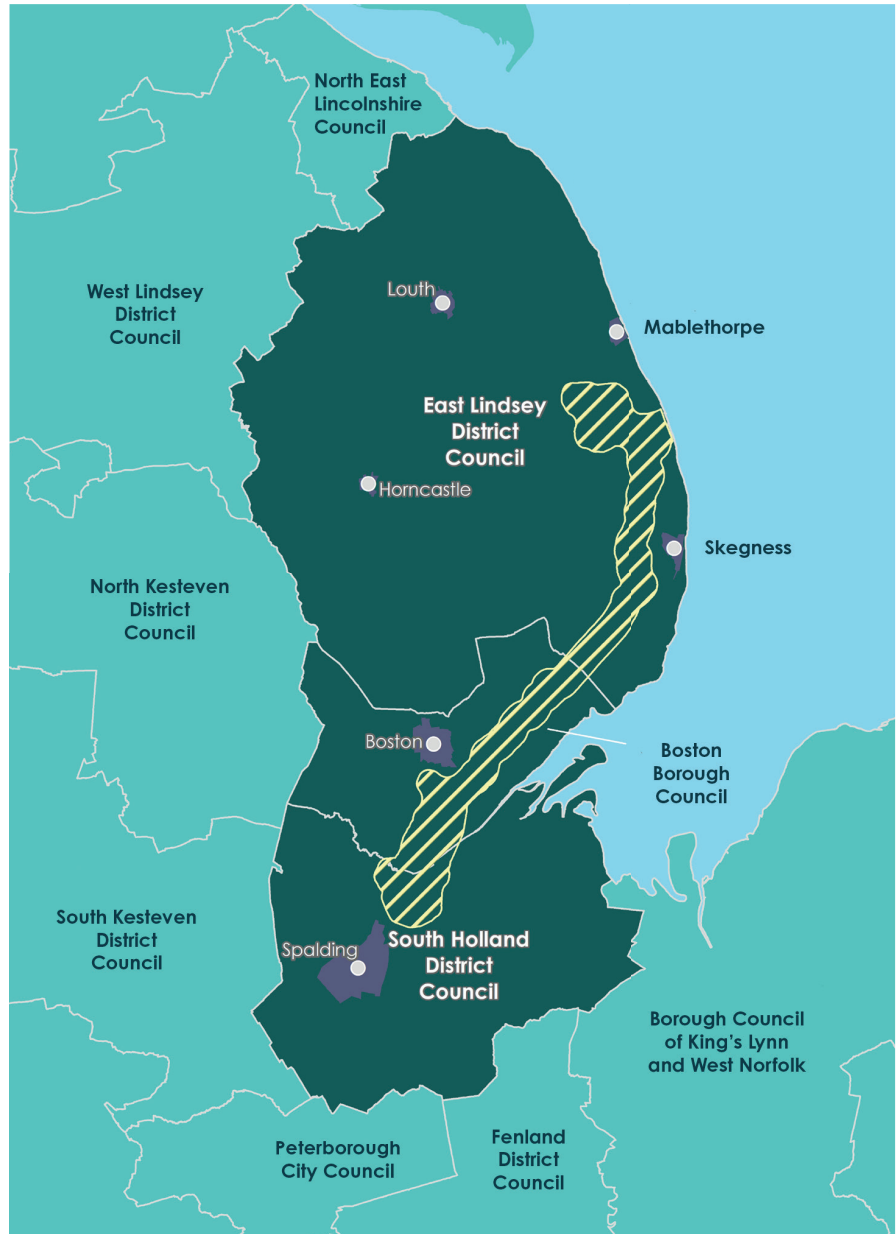 North East
Lincolnshire
Council
West Lindsey
District
Council
Louth
Mablethorpe
East Lindsey
District
Council
Horncastle
Skegness
North Kesteven
District
Council
Boston
Boston
Borough
Council
South Kesteven
District
Council
Spalding
South Holland
District
Council
Borough Council
of King's Lynn
and West Norfolk
Peterborough
City Council
Fenland
District
Council